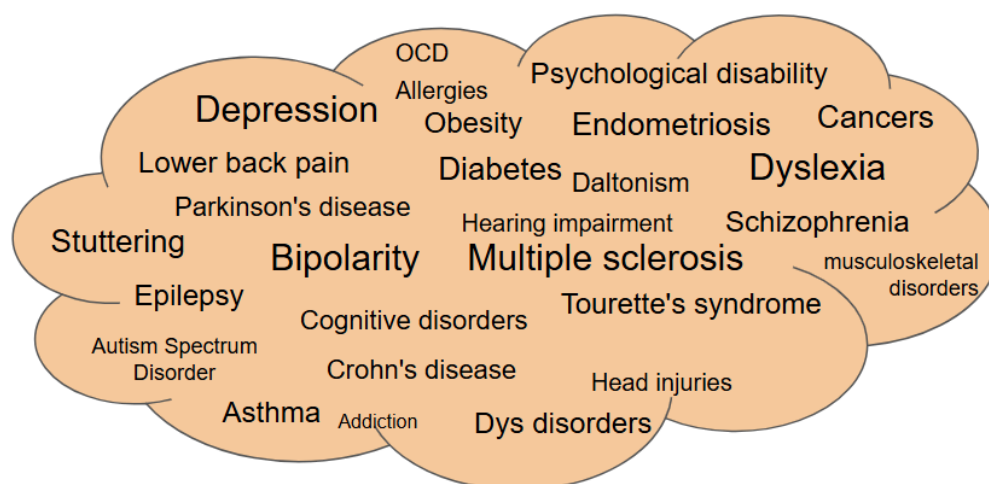 OCD
Psychological disability
Allergies
Depression
Obesity
Endometriosis
Cancers
Lower back pain
Diabetes
Daltonism
Dyslexia
Parkinson's disease
Hearing impairment
Schizophrenia
Stuttering
Bipolarity
Multiple sclerosis
musculoskeletal
disorders
Epilepsy
Tourette's syndrome
Cognitive disorders
Autism Spectrum
Disorder
Crohn's disease
Head injuries
Asthma
Addiction
Dys disorders